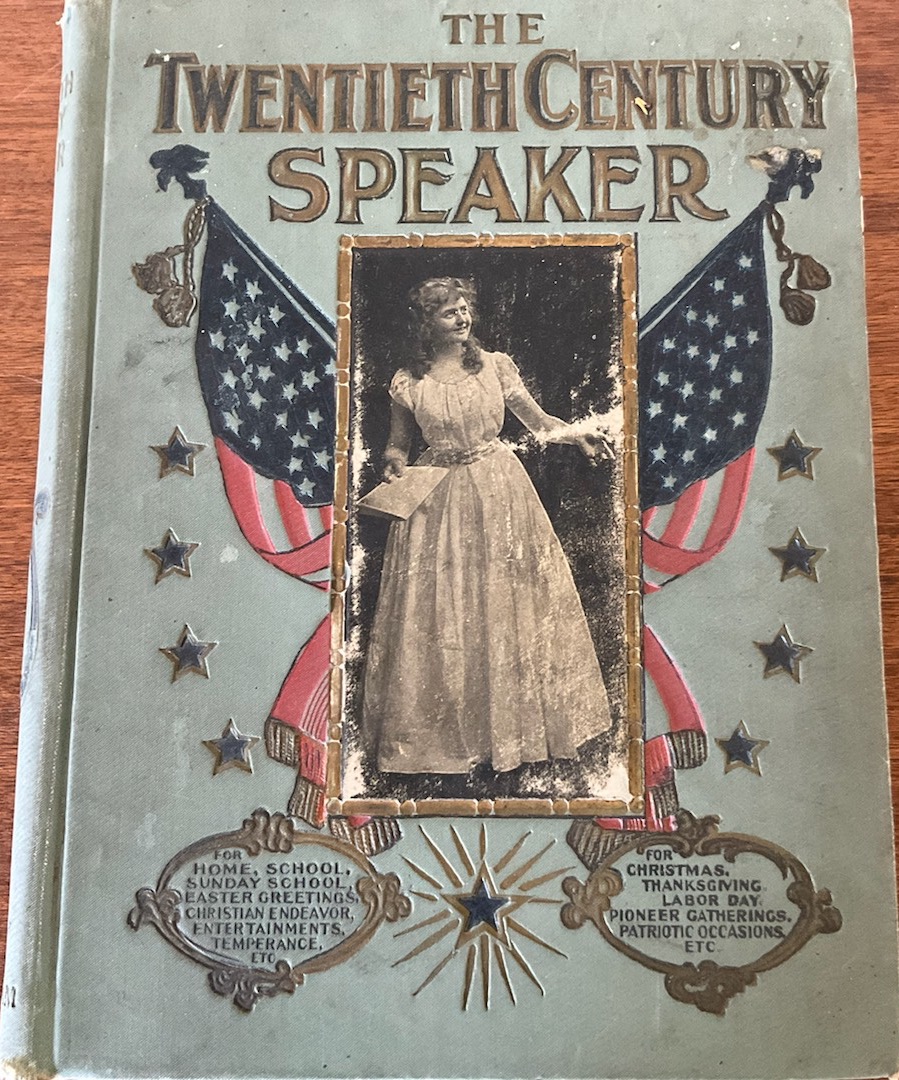 THE
TWENTIETH CENTURY
SPEAKER
FOR
HOME, SCHOOL,
SUNDAY SCHOOL,
EASTER GREETINGS,
CHRISTIAN ENDEAVOR,
ENTERTAINMENTS,
TEMPERANCE,
ETC
FOR
CHRISTMAS,
THANKSGIVING,
LABOR DAY,
PIONEER GATHERINGS,
PATRIOTIC OCCASIONS
ETC